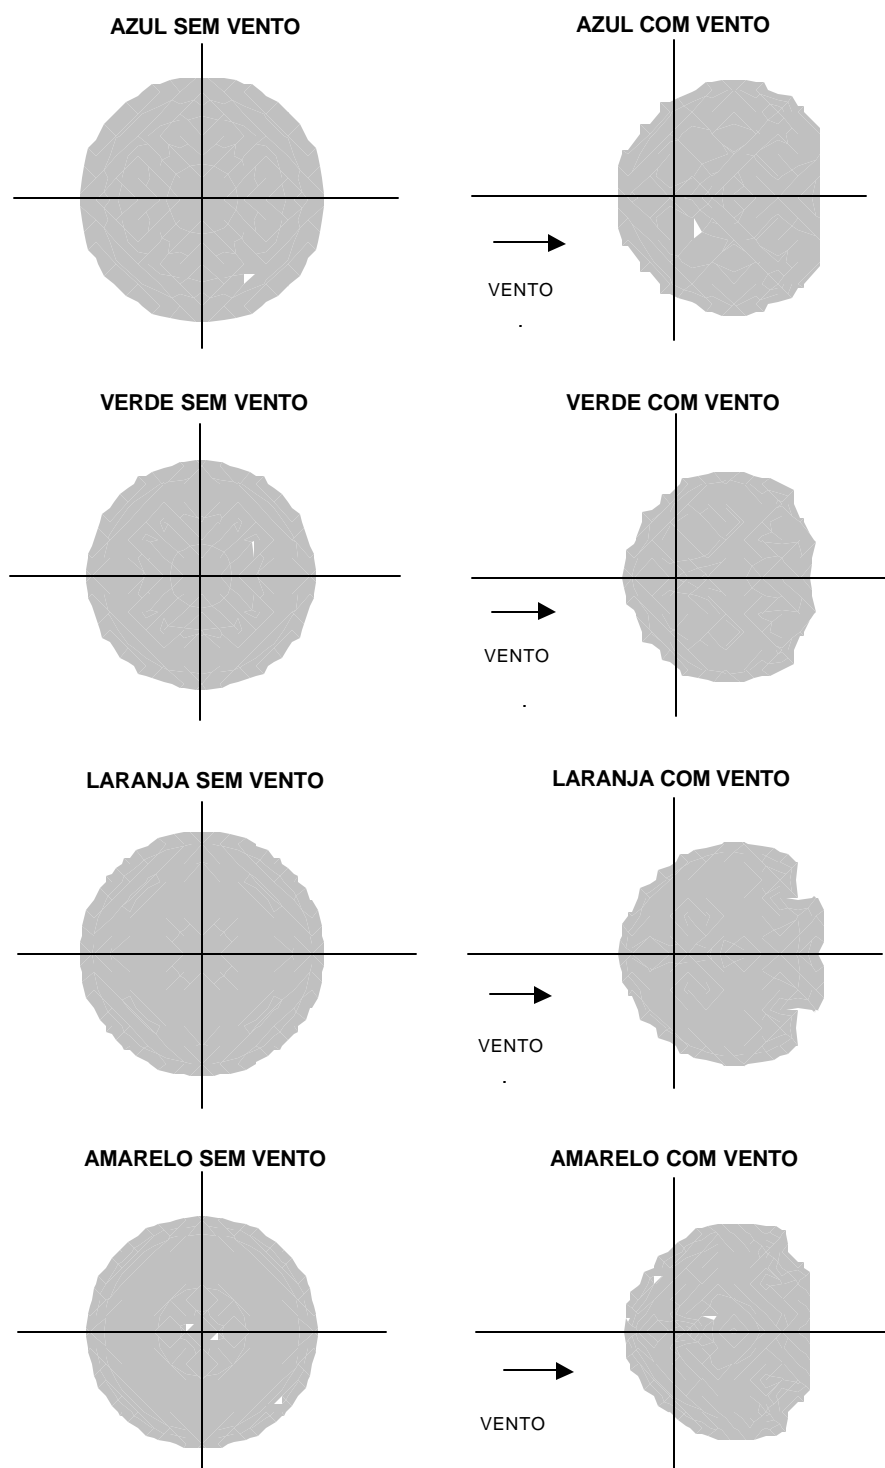 AZUL SEM VENTO
AZUL COM VENTO
VENTO
VERDE SEM VENTO
VERDE COM VENTO
VENTO
LARANJA SEM VENTO
LARANJA COM VENTO
VENTO
AMARELO SEM VENTO
AMARELO COM VENTO
VENTO